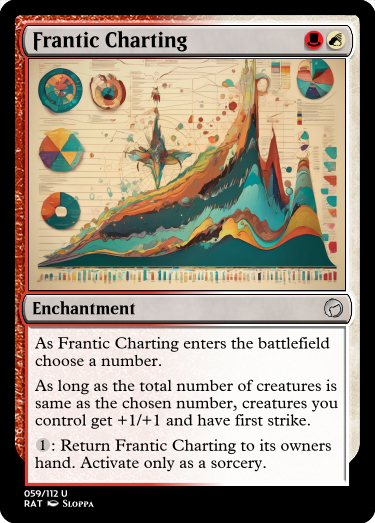 Frantic Charting
Enchantment
As Frantic Charting enters the battlefield
choose a number.
As long as the total number of creatures is
same as the chosen number, creatures you
control get +1/+1 and have first strike.
1: Return Frantic Charting to its owners
hand. Activate only as a sorcery.
059/112 U
RAT Sloppa